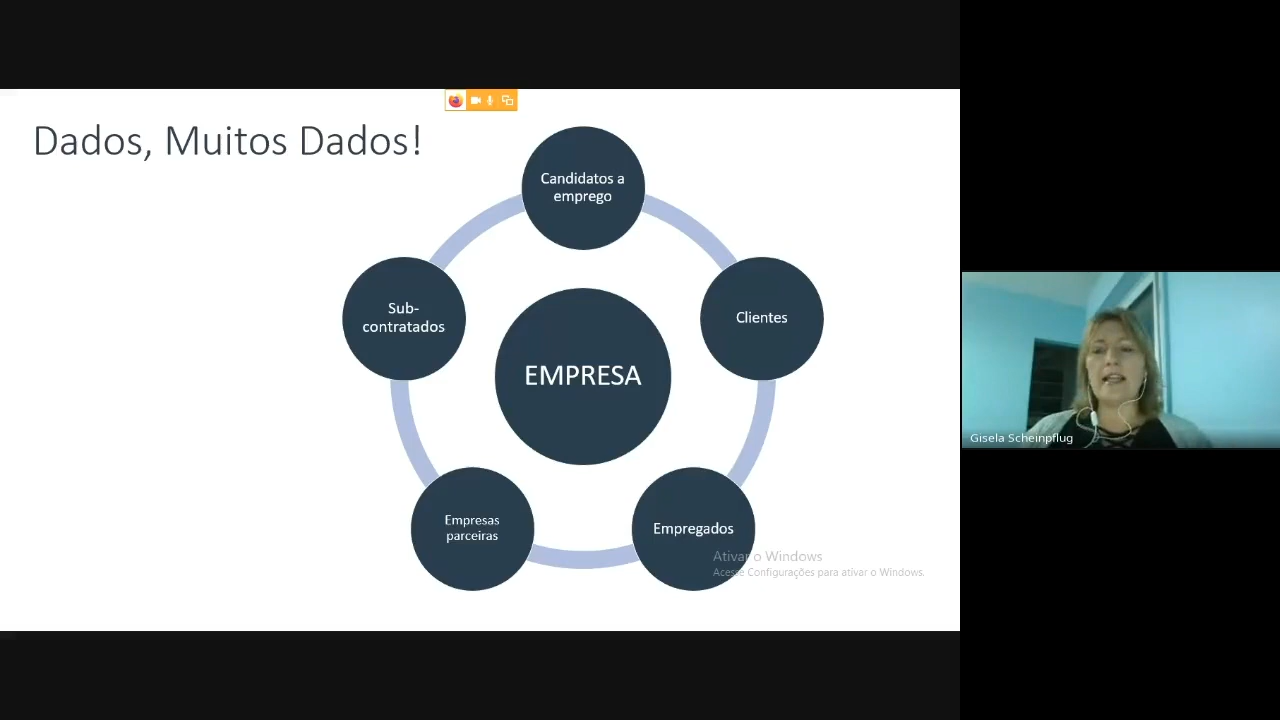 Dados, Muitos Dados!
Candidatos a
emprego
Sub-
contratados
Clientes
EMPRESA
Empresas
parceiras
Empregados
Ativar o Windows
Acesse Configurações para ativar o Windows.
Gisela Scheinpflug